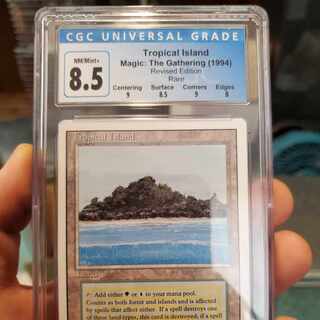 CGC UNIVERSAL GRADE
NM/Mint+
8.5
Tropical Island
Magic: The Gathering (1994)
Revised Edition
Rare
Centering Surface Corners Edges
9 8.5 9 8
Tropical Island
: Add either or to your mana pool.
Counts as both forest and islands and is affected
by spells that affect either. If a spell destroys one
of these land types, this card is destroyed; if a spell